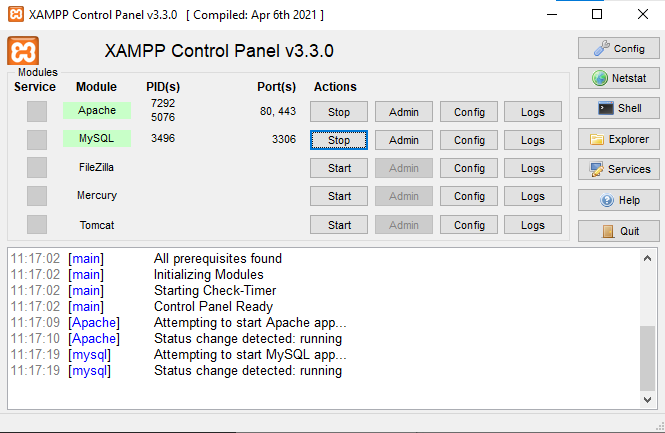 XAMPP Control Panel v3.3.0 [ Compiled: Apr 6th 2021 ]
XAMPP Control Panel v3.3.0
Config
Modules
Service Module PID(s) Port(s) Actions
Netstat
Apache 7292 5076 80, 443 Stop Admin Config Logs
Shell
MySQL 3496 3306 Stop Admin Config Logs
Explorer
FileZilla Start Admin Config Logs
Services
Mercury Start Admin Config Logs
Help
Tomcat Start Admin Config Logs
Quit
11:17:02 [main] All prerequisites found
11:17:02 [main] Initializing Modules
11:17:02 [main] Starting Check-Timer
11:17:02 [main] Control Panel Ready
11:17:09 [Apache] Attempting to start Apache app...
11:17:10 [Apache] Status change detected: running
11:17:19 [mysql] Attempting to start MySQL app...
11:17:19 [mysql] Status change detected: running